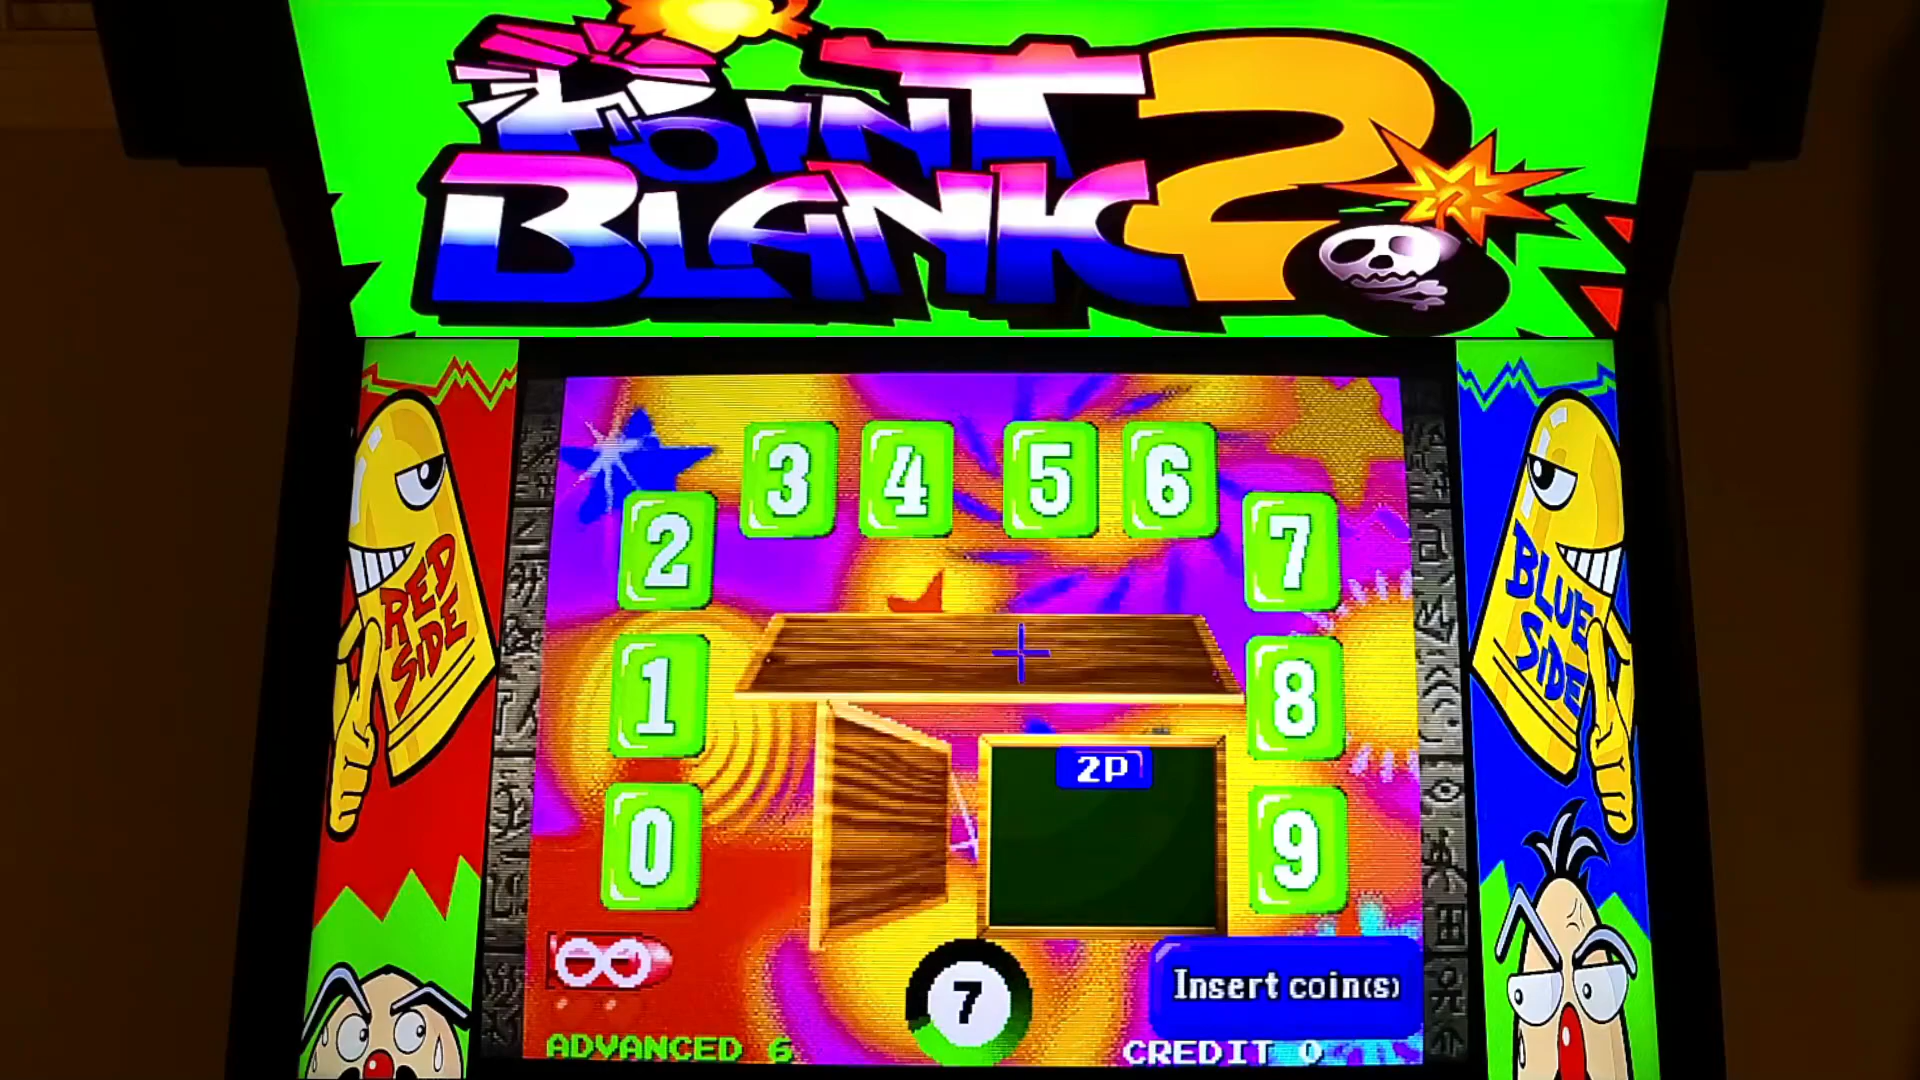 POINT
BLANK 2
RED
SIDE
BLUE
SIDE
3 4 5 6
2 7
1 8
0 9
2P
7
Insert coin(s)
ADVANCED 6
CREDIT 0